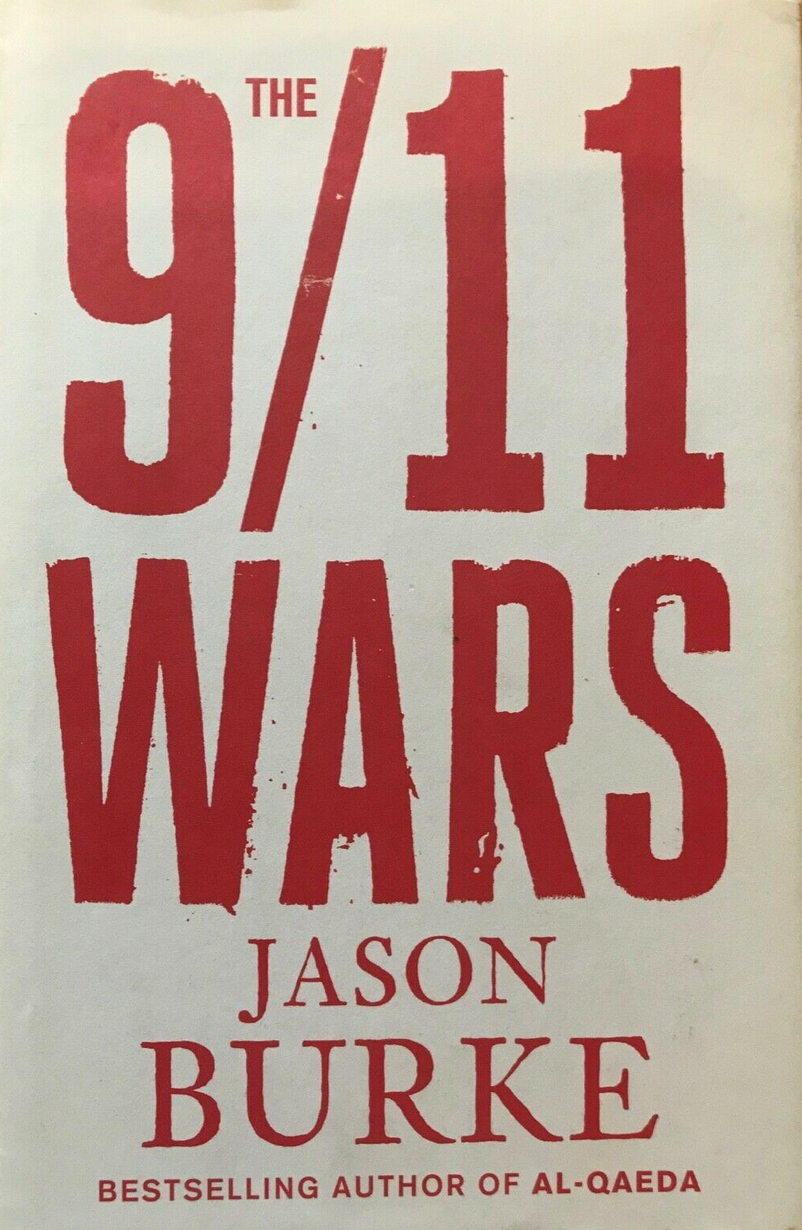 THE
9/11
WARS
JASON
BURKE
BESTSELLING AUTHOR OF AL-QAEDA